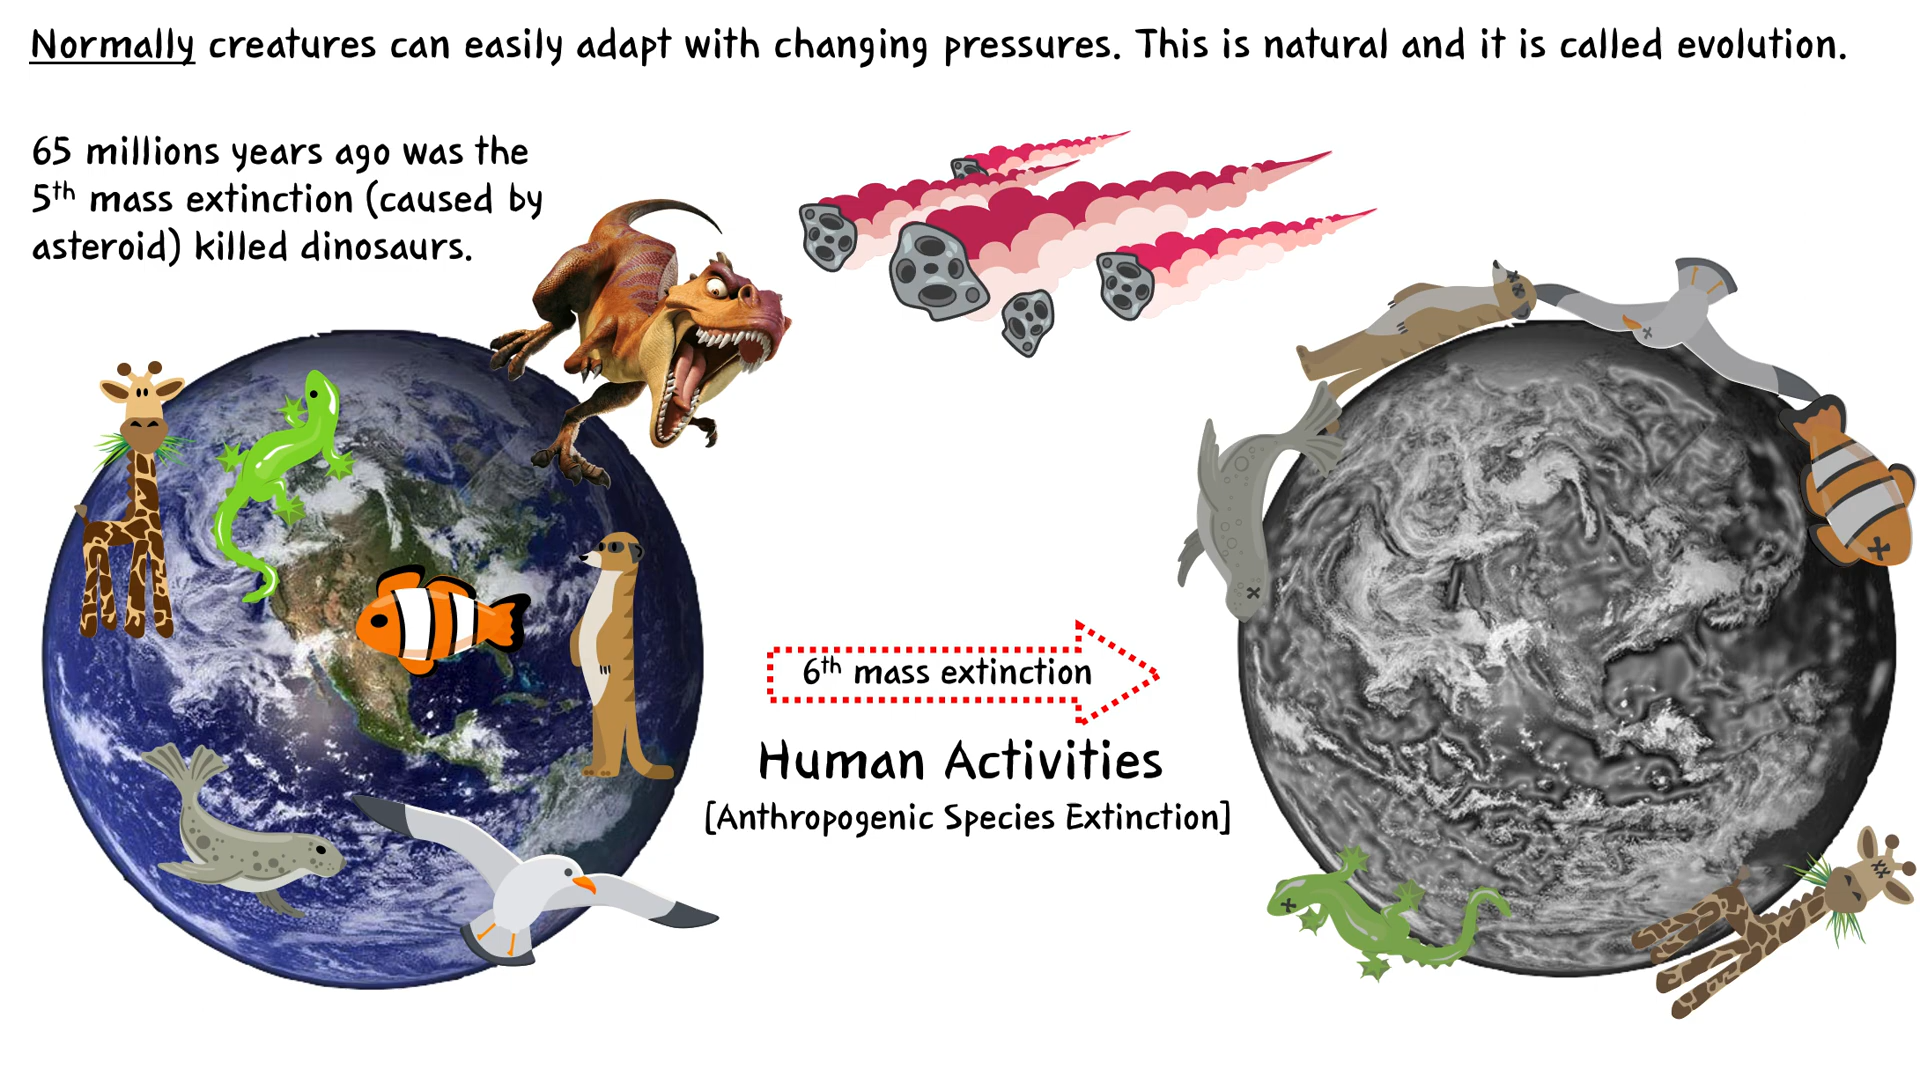 Normally creatures can easily adapt with changing pressures. This is natural and it is called evolution.
65 millions years ago was the
5th mass extinction (caused by
asteroid) killed dinosaurs.
6th mass extinction
Human Activities
[Anthropogenic Species Extinction]